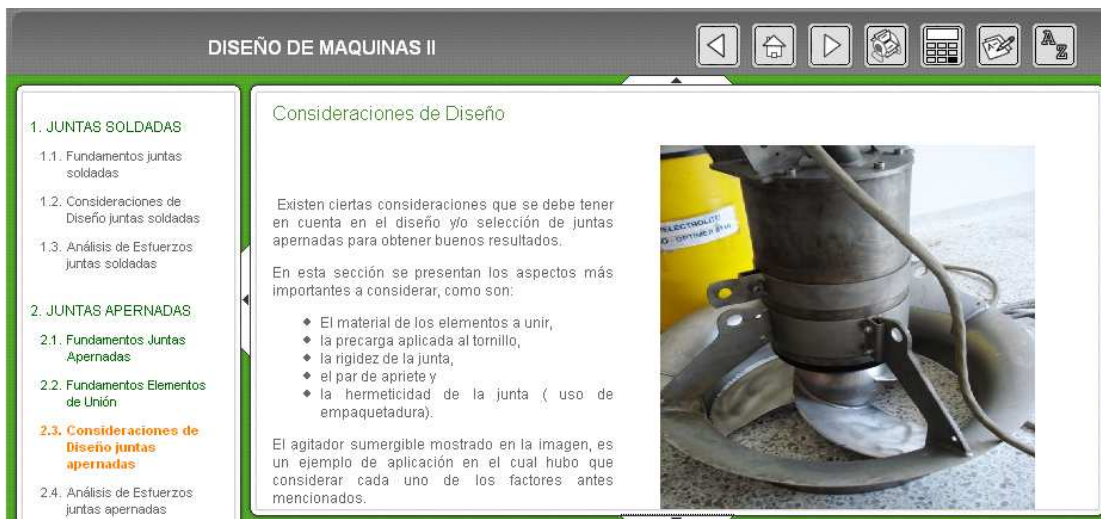 DISEÑO DE MAQUINAS II
A
Z
1. JUNTAS SOLDADAS
1.1. Fundamentos juntas
soldadas
1.2. Consideraciones de
Diseño juntas soldadas
1.3. Análisis de Esfuerzos
juntas soldadas
2. JUNTAS APERNADAS
2.1. Fundamentos Juntas
Apernadas
2.2. Fundamentos Elementos
de Unión
2.3. Consideraciones de
Diseño juntas
apernadas
2.4. Análisis de Esfuerzos
juntas apernadas
Consideraciones de Diseño
Existen ciertas consideraciones que se debe tener
en cuenta en el diseño y/o selección de juntas
apernadas para obtener buenos resultados.
En esta sección se presentan los aspectos más
importantes a considerar, como son:
◆ El material de los elementos a unir,
◆ la precarga aplicada al tornillo,
◆ la rigidez de la junta,
◆ el par de apriete y
◆ la hermeticidad de la junta ( uso de
empaquetadura).
El agitador sumergible mostrado en la imagen, es
un ejemplo de aplicación en el cual hubo que
considerar cada uno de los factores antes
mencionados.